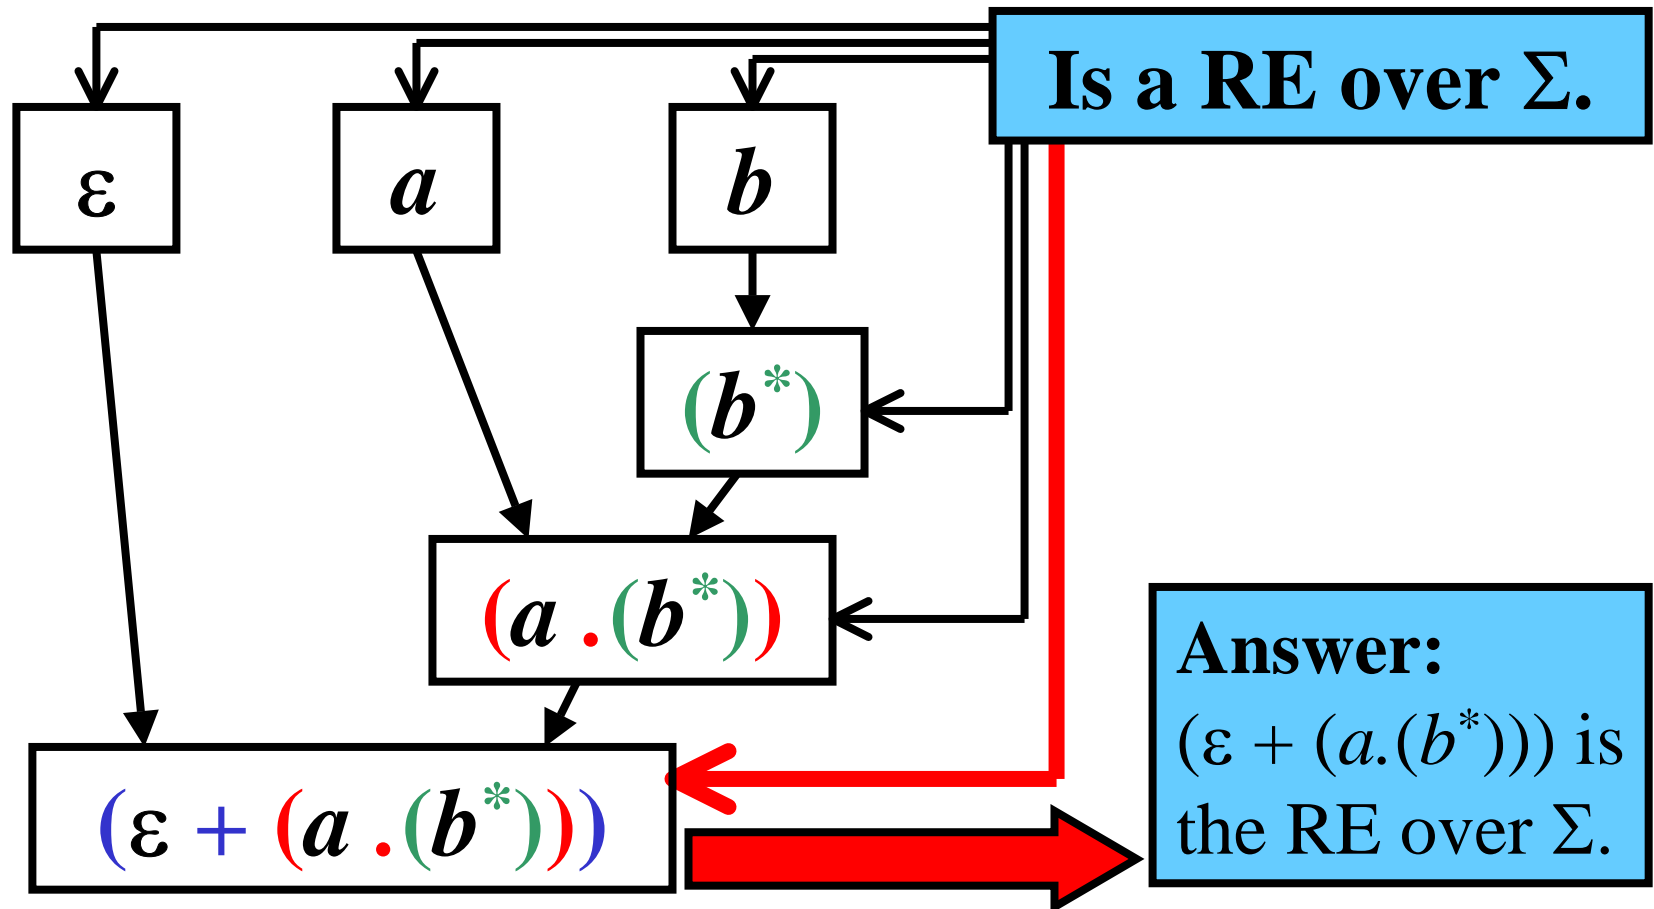 Is a RE over Σ.
ε
a
b
(b*)
(a .(b*))
(ε + (a .(b*)))
Answer:
(ε + (a.(b*))) is
the RE over Σ.